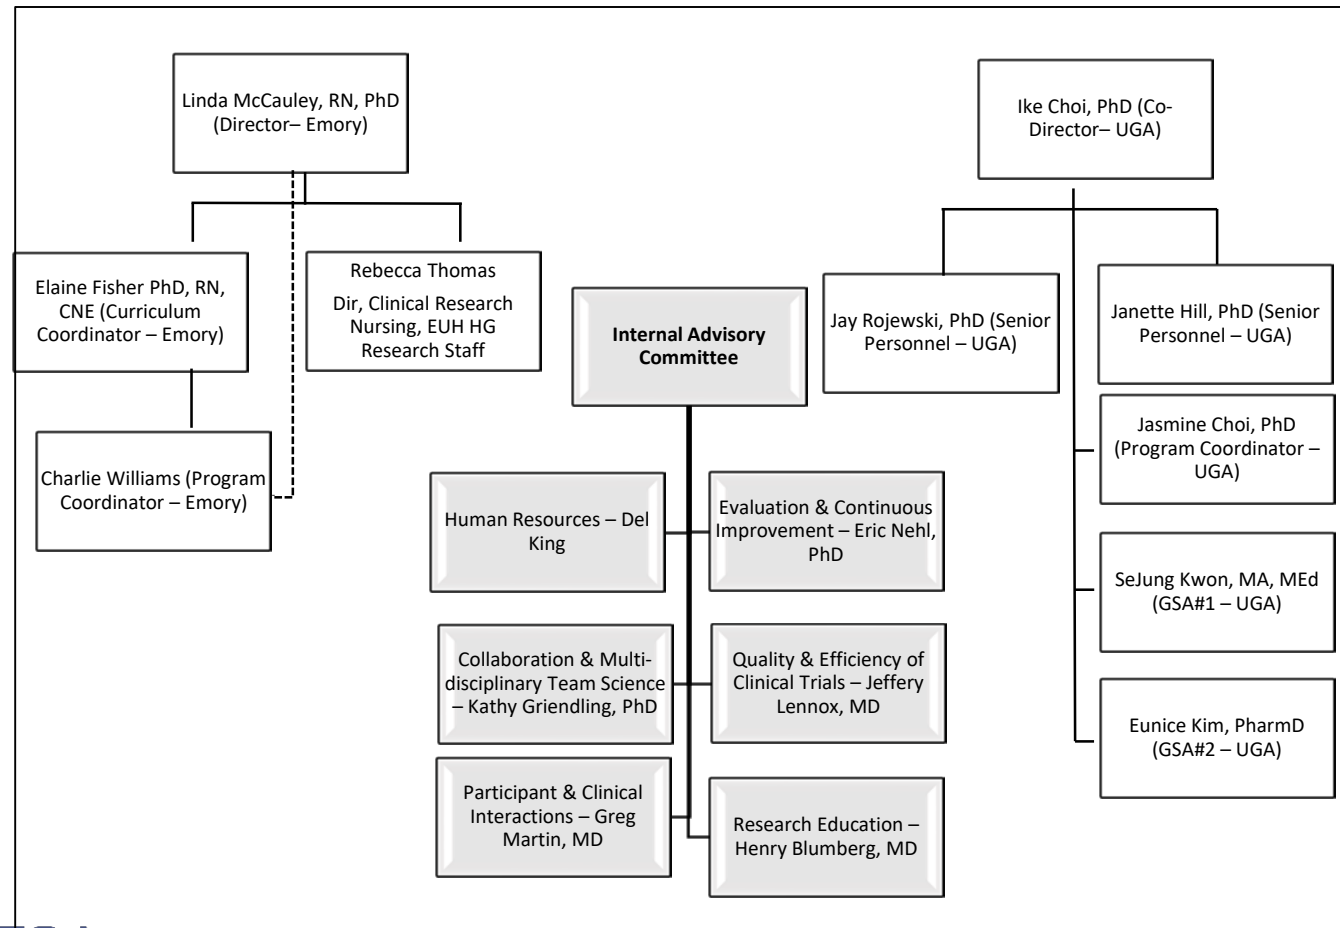 Linda McCauley, RN, PhD
(Director– Emory)
Ike Choi, PhD (Co-
Director– UGA)
Elaine Fisher PhD, RN,
CNE (Curriculum
Coordinator – Emory)
Rebecca Thomas
Dir, Clinical Research
Nursing, EUH HG
Research Staff
Internal Advisory
Committee
Jay Rojewski, PhD (Senior
Personnel – UGA)
Janette Hill, PhD (Senior
Personnel – UGA)
Charlie Williams (Program
Coordinator – Emory)
Jasmine Choi, PhD
(Program Coordinator –
UGA)
Human Resources – Del
King
Evaluation & Continuous
Improvement – Eric Nehl,
PhD
SeJung Kwon, MA, MEd
(GSA#1 – UGA)
Collaboration & Multi-
disciplinary Team Science
– Kathy Griendling, PhD
Quality & Efficiency of
Clinical Trials – Jeffery
Lennox, MD
Eunice Kim, PharmD
(GSA#2 – UGA)
Participant & Clinical
Interactions – Greg
Martin, MD
Research Education –
Henry Blumberg, MD